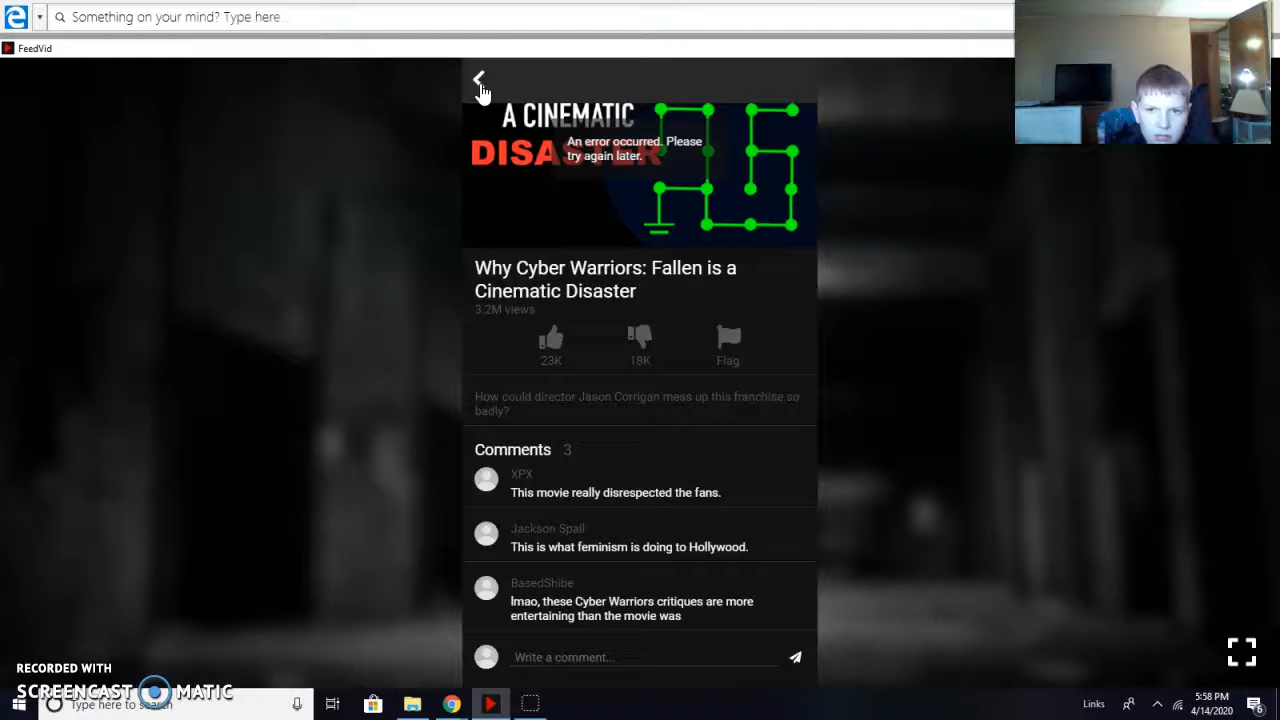 Something on your mind? Type here...
FeedVid
A CINEMATIC
DISASTER
An error occurred. Please
try again later.
Why Cyber Warriors: Fallen is a
Cinematic Disaster
3.2M views
23K
18K
Flag
How could director Jason Corrigan mess up this franchise so
badly?
Comments 3
XPX
This movie really disrespected the fans.
Jackson Spall
This is what feminism is doing to Hollywood.
BasedShibe
lmao, these Cyber Warriors critiques are more
entertaining than the movie was
Write a comment...
RECORDED WITH
SCREENCAST MATIC
Type here to search
Links
5:58 PM
4/14/2020
6